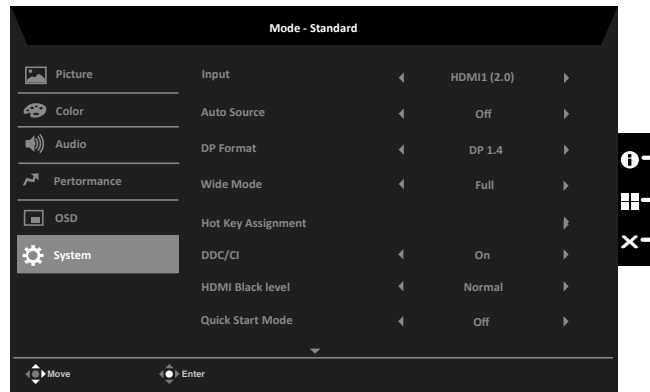 Mode - Standard
Picture
Color
Audio
Pertormance
OSD
System
Input HDMI1 (2.0)
Auto Source Off
DP Format DP 1.4
Wide Mode Full
Hot Key Assignment
DDC/CI On
HDMI Black level Normal
Quick Start Mode Off
Move Enter